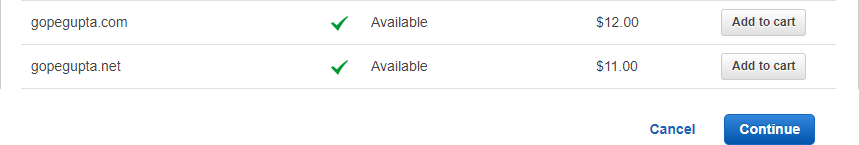 gopegupta.com Available $12.00 Add to cart
gopegupta.net Available $11.00 Add to cart
Cancel Continue